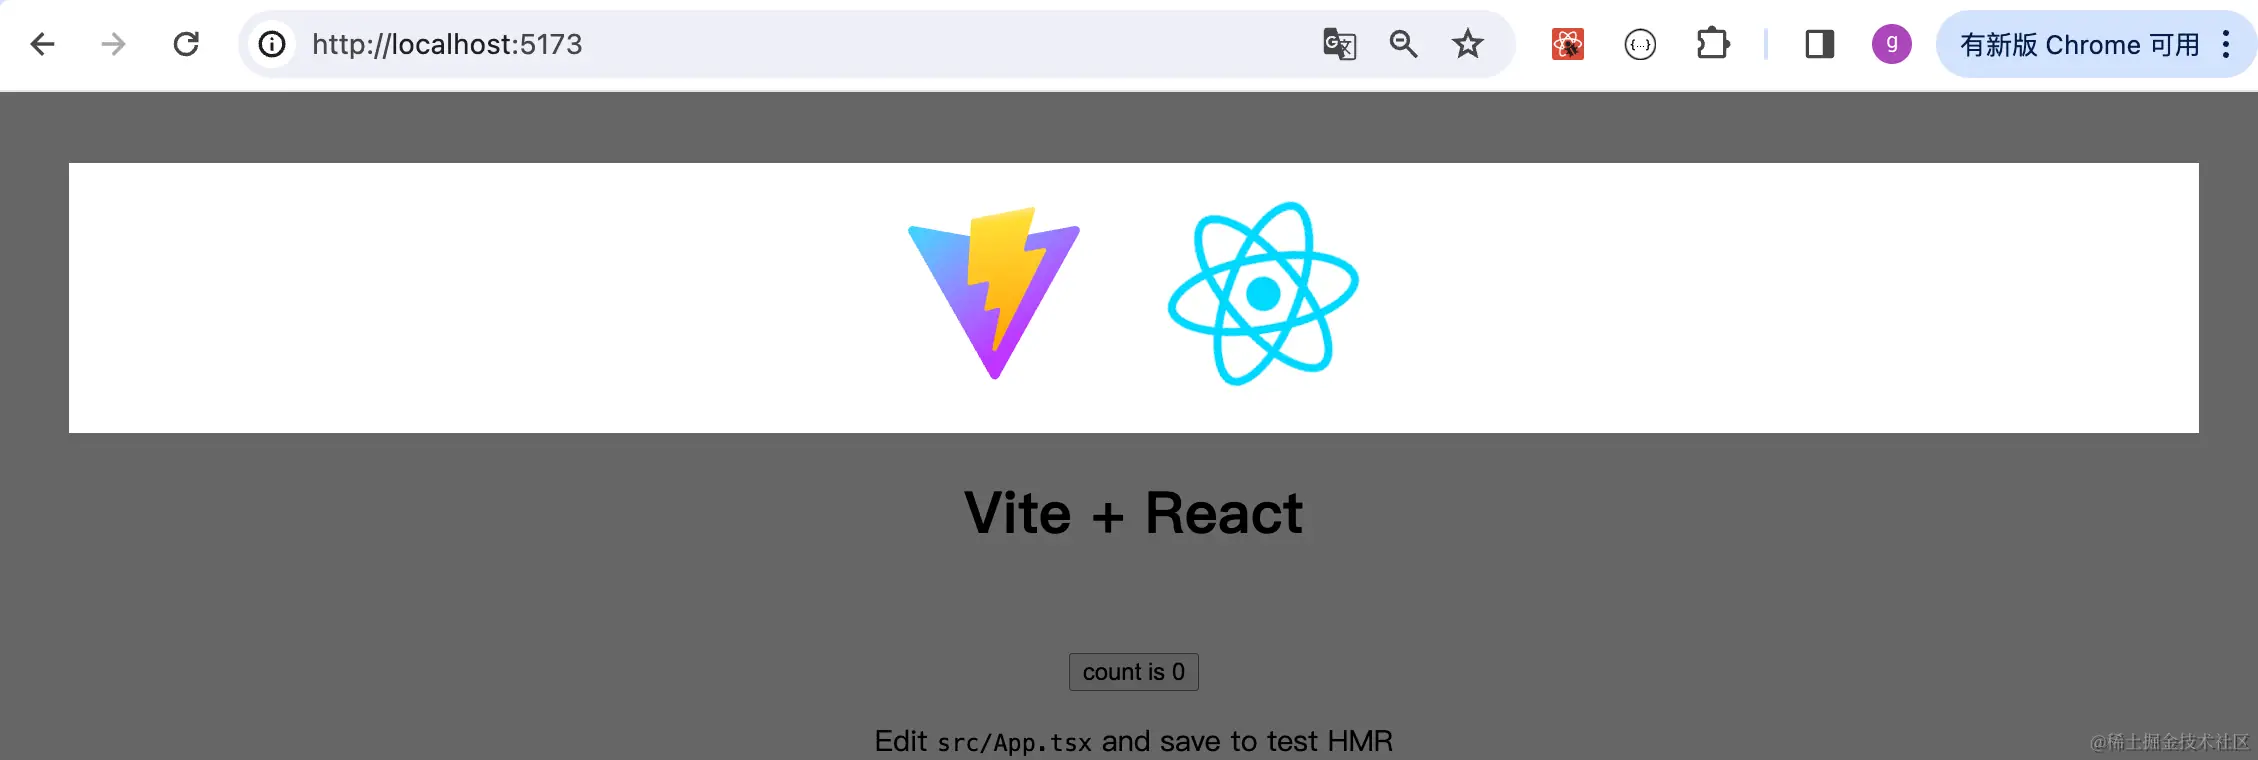 http://localhost:5173
g
有新版 Chrome 可用
Vite + React
count is 0
Edit src/App.tsx and save to test HMR
@稀土掘金技术社区